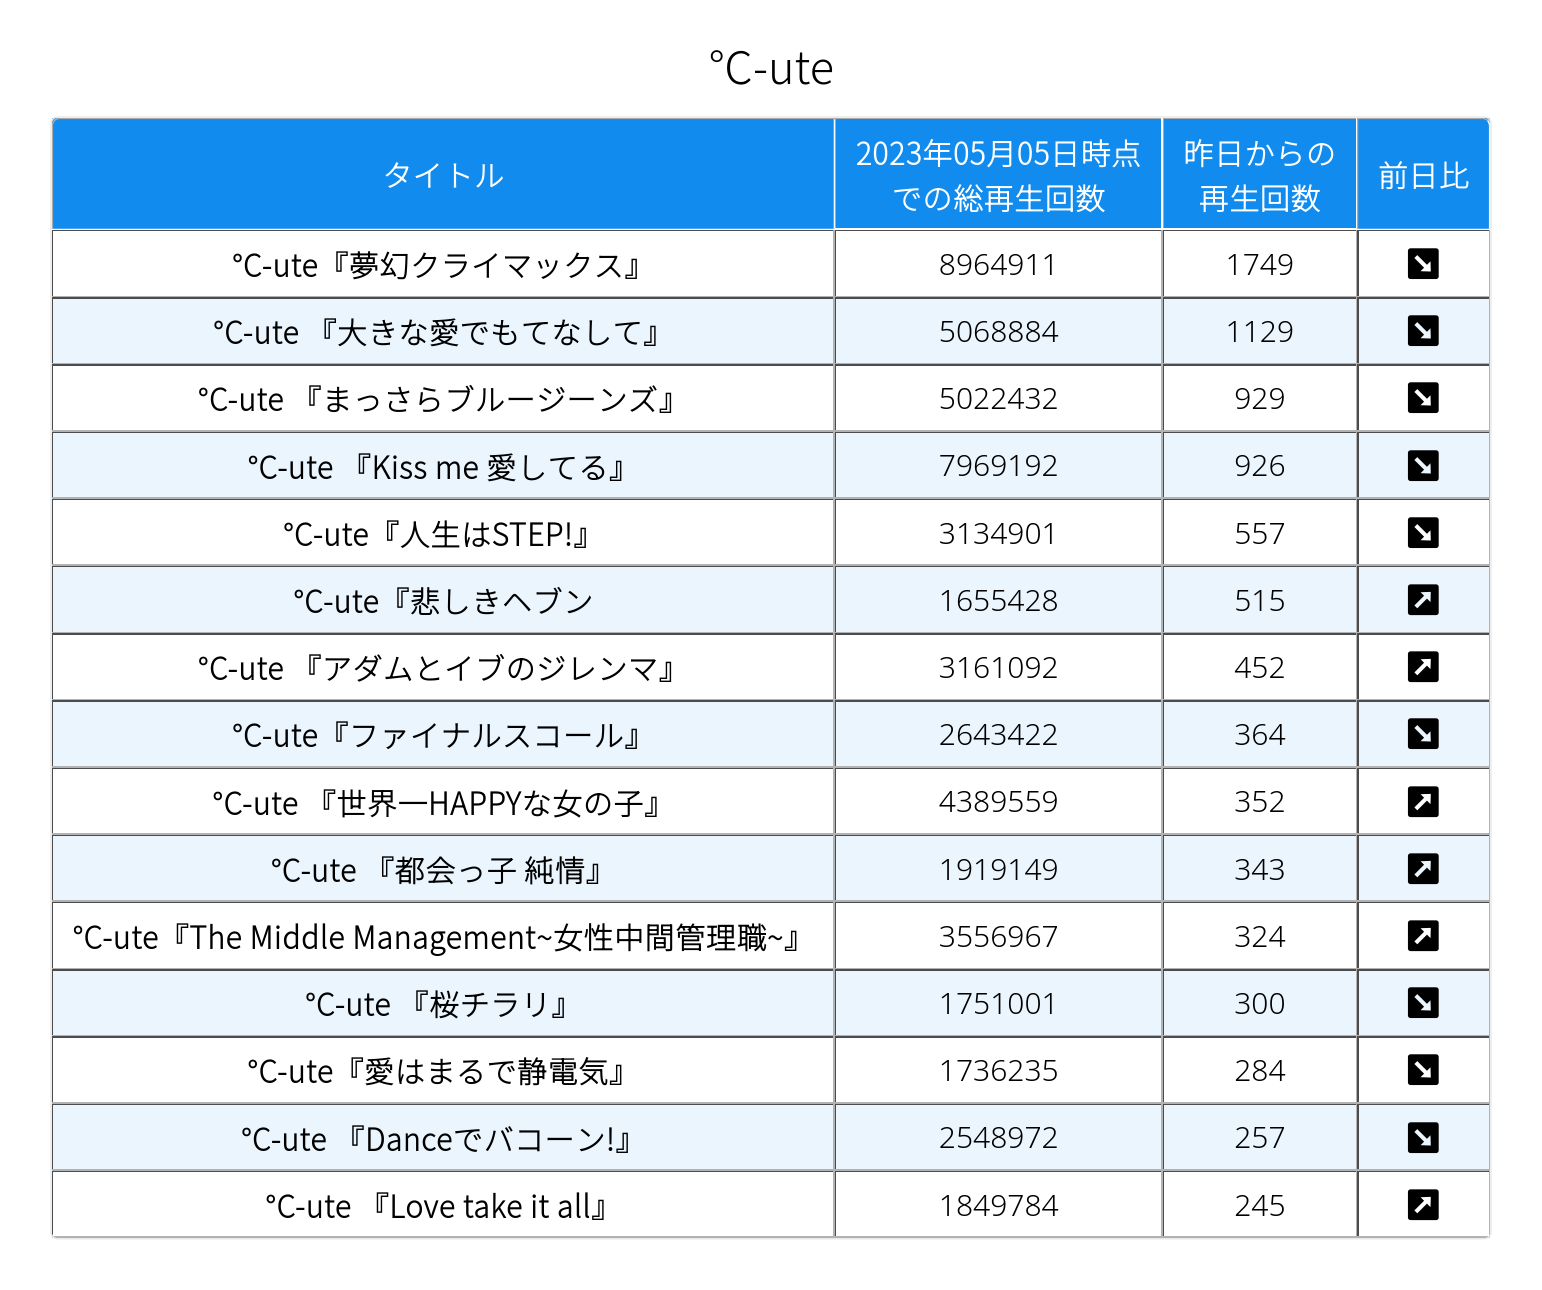 ℃-ute
タイトル
2023年05月05日時点
での総再生回数
昨日からの
再生回数
前日比
℃-ute『夢幻クライマックス』 8964911 1749
℃-ute 『大きな愛でもてなして』 5068884 1129
℃-ute 『まっさらブルージーンズ』 5022432 929
℃-ute 『Kiss me 愛してる』 7969192 926
℃-ute『人生はSTEP!』 3134901 557
℃-ute『悲しきヘブン 1655428 515
℃-ute 『アダムとイブのジレンマ』 3161092 452
℃-ute『ファイナルスコール』 2643422 364
℃-ute 『世界一HAPPYな女の子』 4389559 352
℃-ute 『都会っ子 純情』 1919149 343
℃-ute『The Middle Management~女性中間管理職~』 3556967 324
℃-ute 『桜チラリ』 1751001 300
℃-ute『愛はまるで静電気』 1736235 284
℃-ute 『Danceでバコーン!』 2548972 257
℃-ute 『Love take it all』 1849784 245